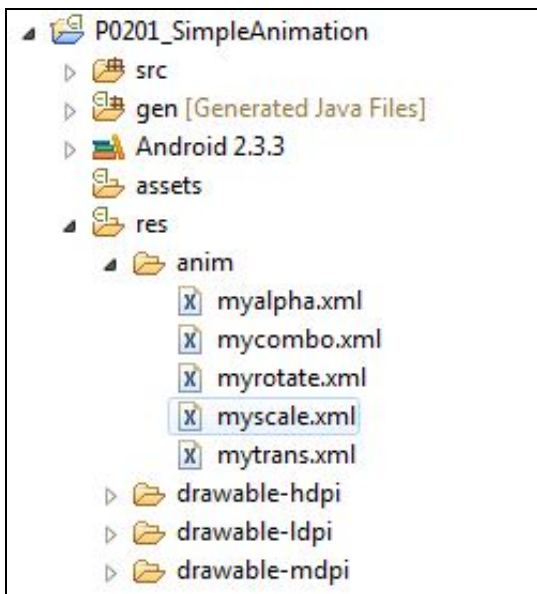 P0201_SimpleAnimation
src
gen [Generated Java Files]
Android 2.3.3
assets
res
anim
myalpha.xml
mycombo.xml
myrotate.xml
myscale.xml
mytrans.xml
drawable-hdpi
drawable-ldpi
drawable-mdpi